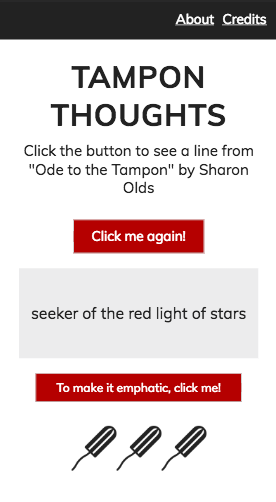 About Credits
TAMPON
THOUGHTS
Click the button to see a line from
"Ode to the Tampon" by Sharon
Olds
Click me again!
seeker of the red light of stars
To make it emphatic, click me!